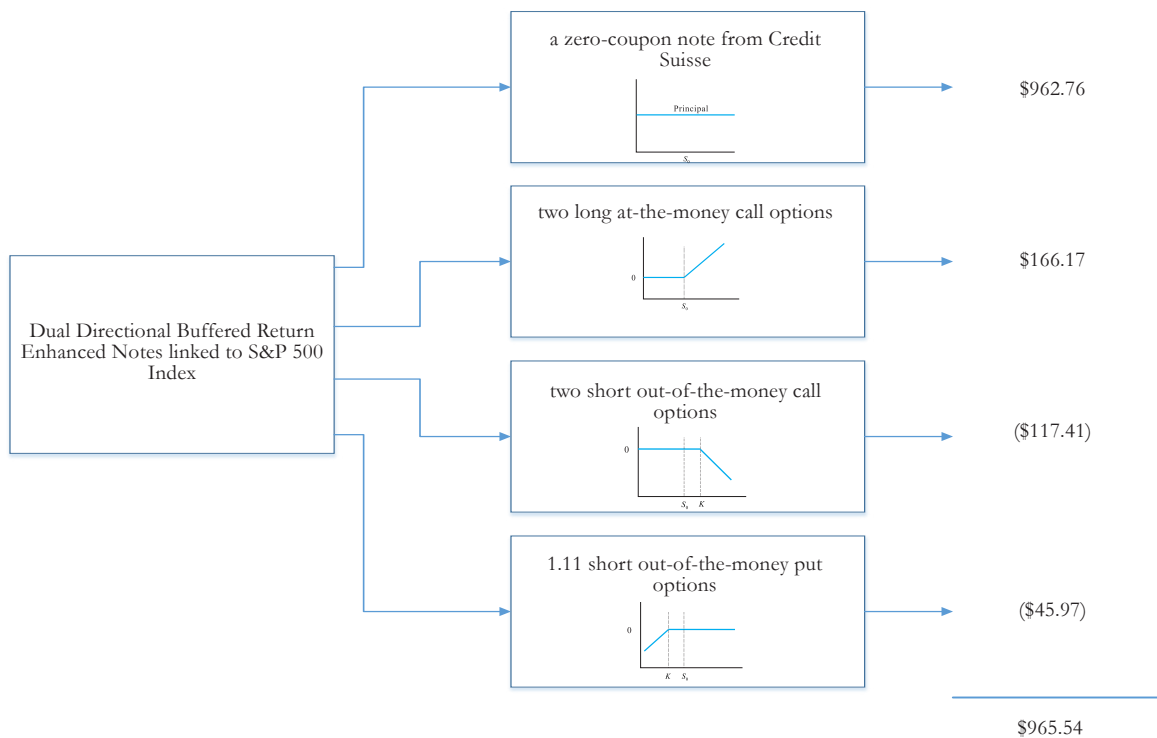 a zero-coupon note from Credit
Suisse
Principal
S₀
$962.76
two long at-the-money call options
0
S₀
$166.17
Dual Directional Buffered Return
Enhanced Notes linked to S&P 500
Index
two short out-of-the-money call
options
0
S₀ K
($117.41)
1.11 short out-of-the-money put
options
0
K S₀
($45.97)
$965.54